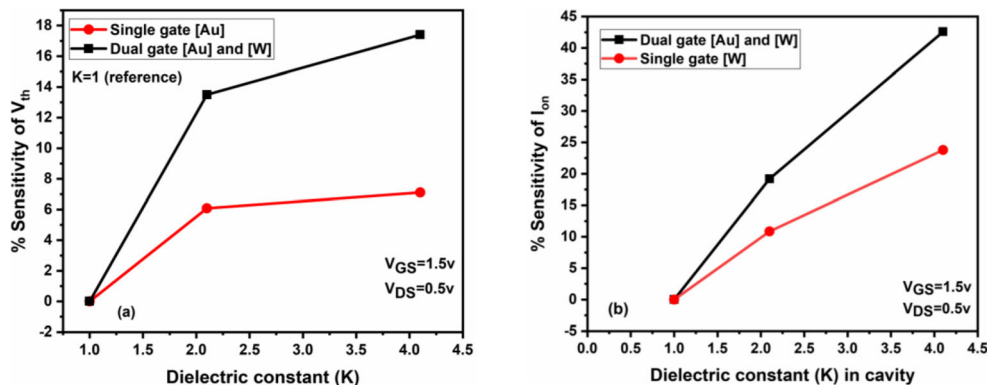 Single gate [Au]
Dual gate [Au] and [W]
K=1 (reference)
% Sensitivity of Vth
18
16
14
12
10
8
6
4
2
0
-2
(a)
VGS=1.5v
VDS=0.5v
1.0 1.5 2.0 2.5 3.0 3.5 4.0 4.5
Dielectric constant (K)
Dual gate [Au] and [W]
Single gate [W]
% Sensitivity of Ion
45
40
35
30
25
20
15
10
5
0
-5
(b)
VGS=1.5v
VDS=0.5v
0.0 0.5 1.0 1.5 2.0 2.5 3.0 3.5 4.0 4.5
Dielectric constant (K) in cavity